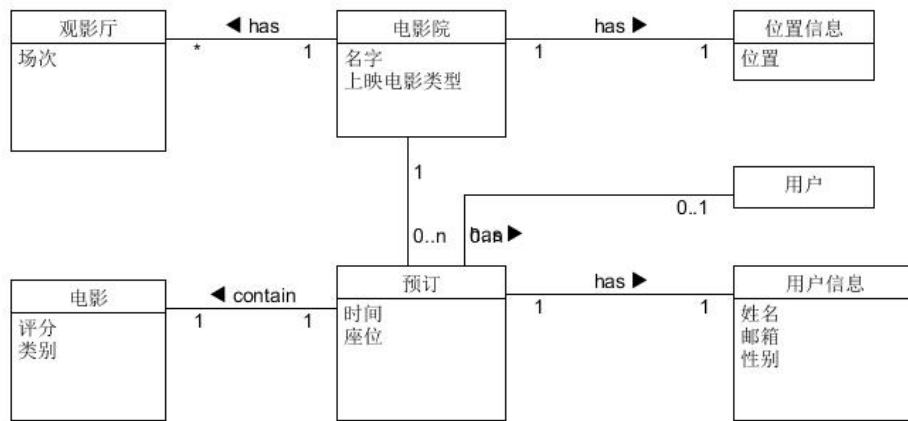 观影厅
场次
◀ has
*
1
电影院
名字
上映电影类型
has ▶
1
1
位置信息
位置
1
0..n
用户
0..1
0..n
has ▶
电影
评分
类别
◀ contain
1
1
预订
时间
座位
has ▶
1
1
用户信息
姓名
邮箱
性别